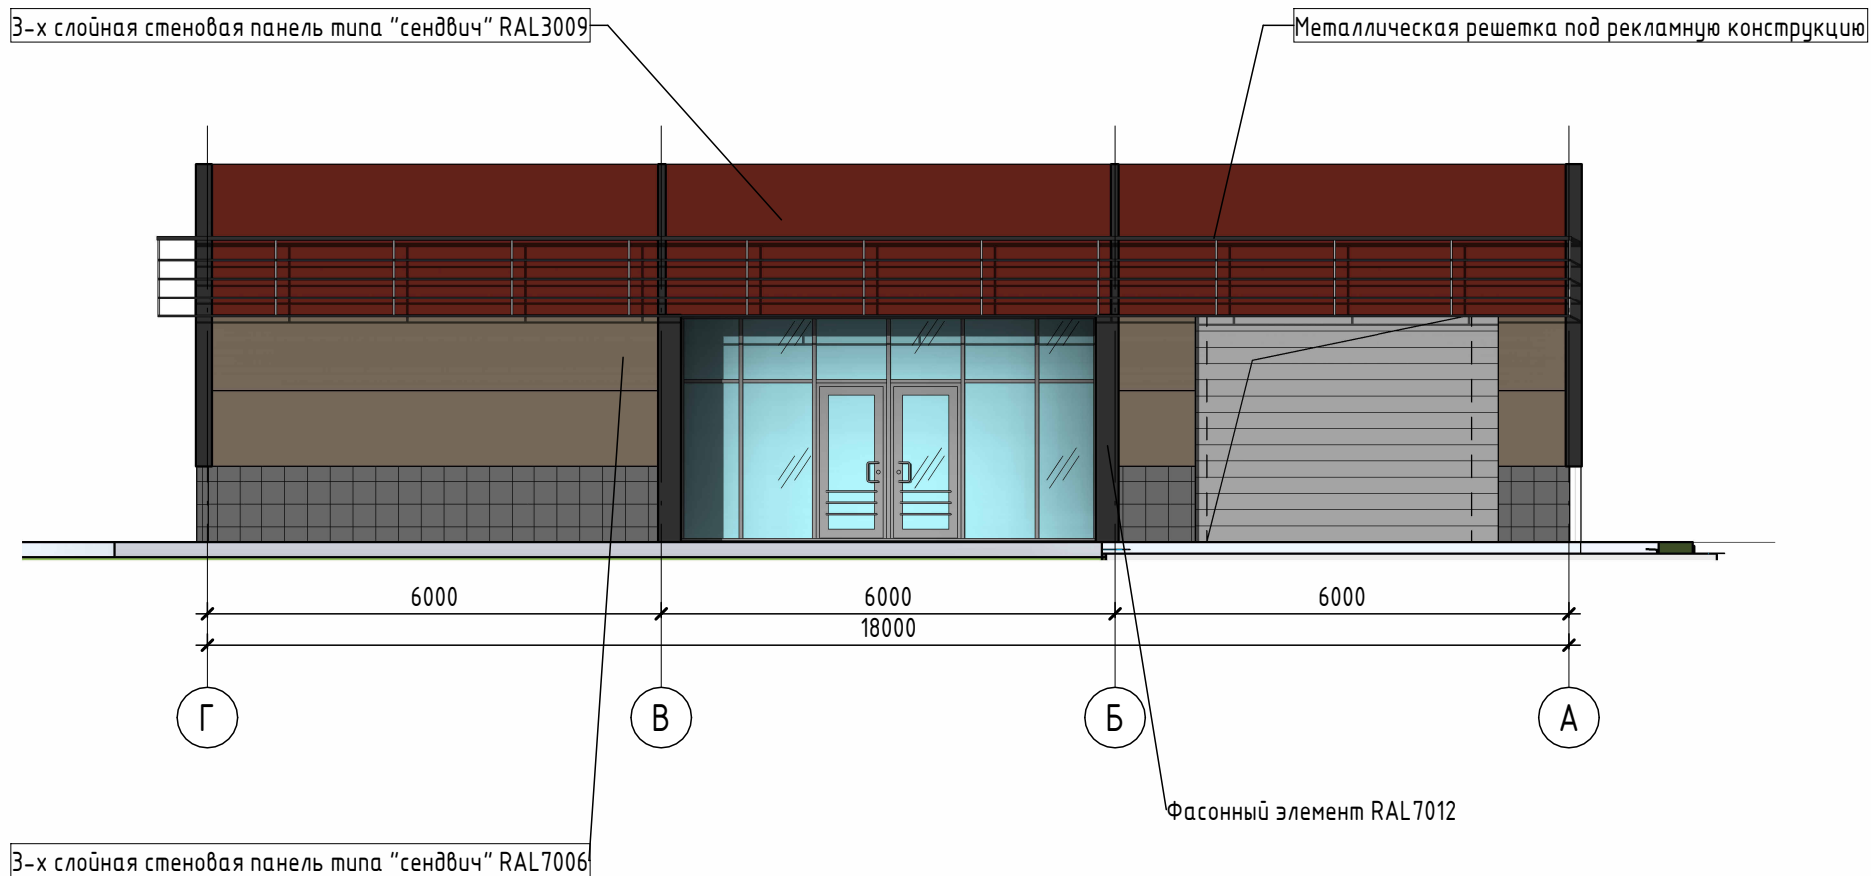 3-х слойная стеновая панель типа "сендвич" RAL3009
Металлическая решетка под рекламную конструкцию
6000
6000
6000
18000
Г
В
Б
А
Фасонный элемент RAL7012
3-х слойная стеновая панель типа "сендвич" RAL7006